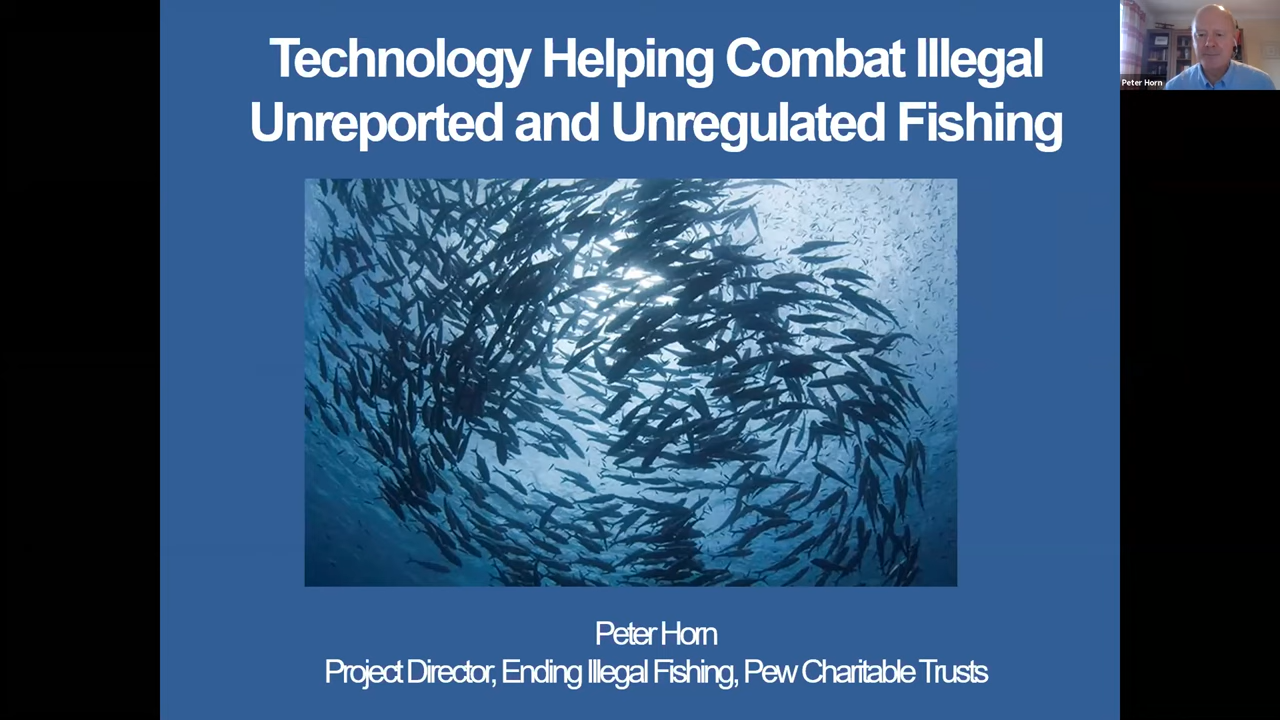 Technology Helping Combat Illegal
Unreported and Unregulated Fishing
Peter Horn
Peter Horn
Project Director, Ending Illegal Fishing, Pew Charitable Trusts